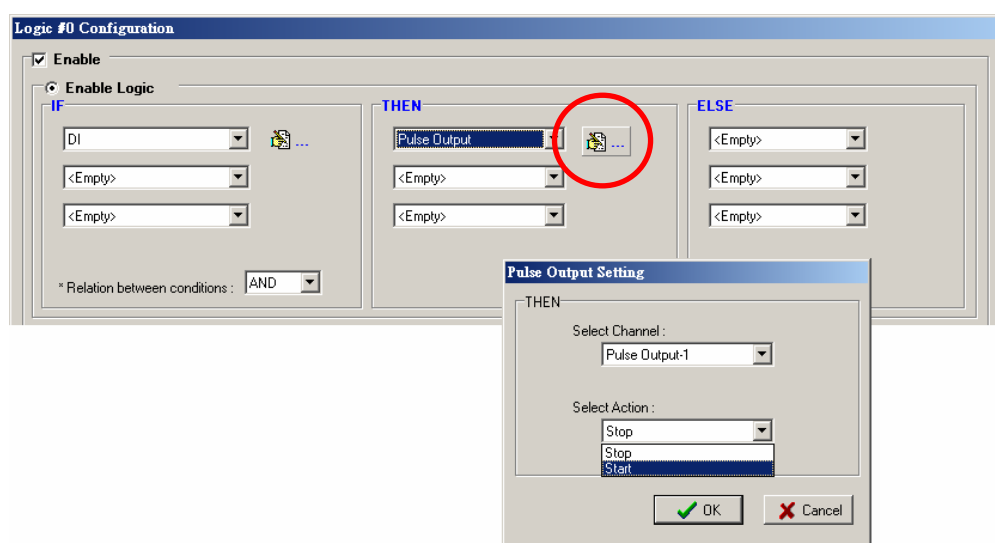 Logic #0 Configuration
Enable
Enable Logic
IF
DI
...
<Empty>
<Empty>
* Relation between conditions :
AND
THEN
Pulse Output
...
<Empty>
<Empty>
ELSE
<Empty>
<Empty>
<Empty>
Pulse Output Setting
THEN
Select Channel :
Pulse Output-1
Select Action :
Stop
Stop
Start
OK
Cancel